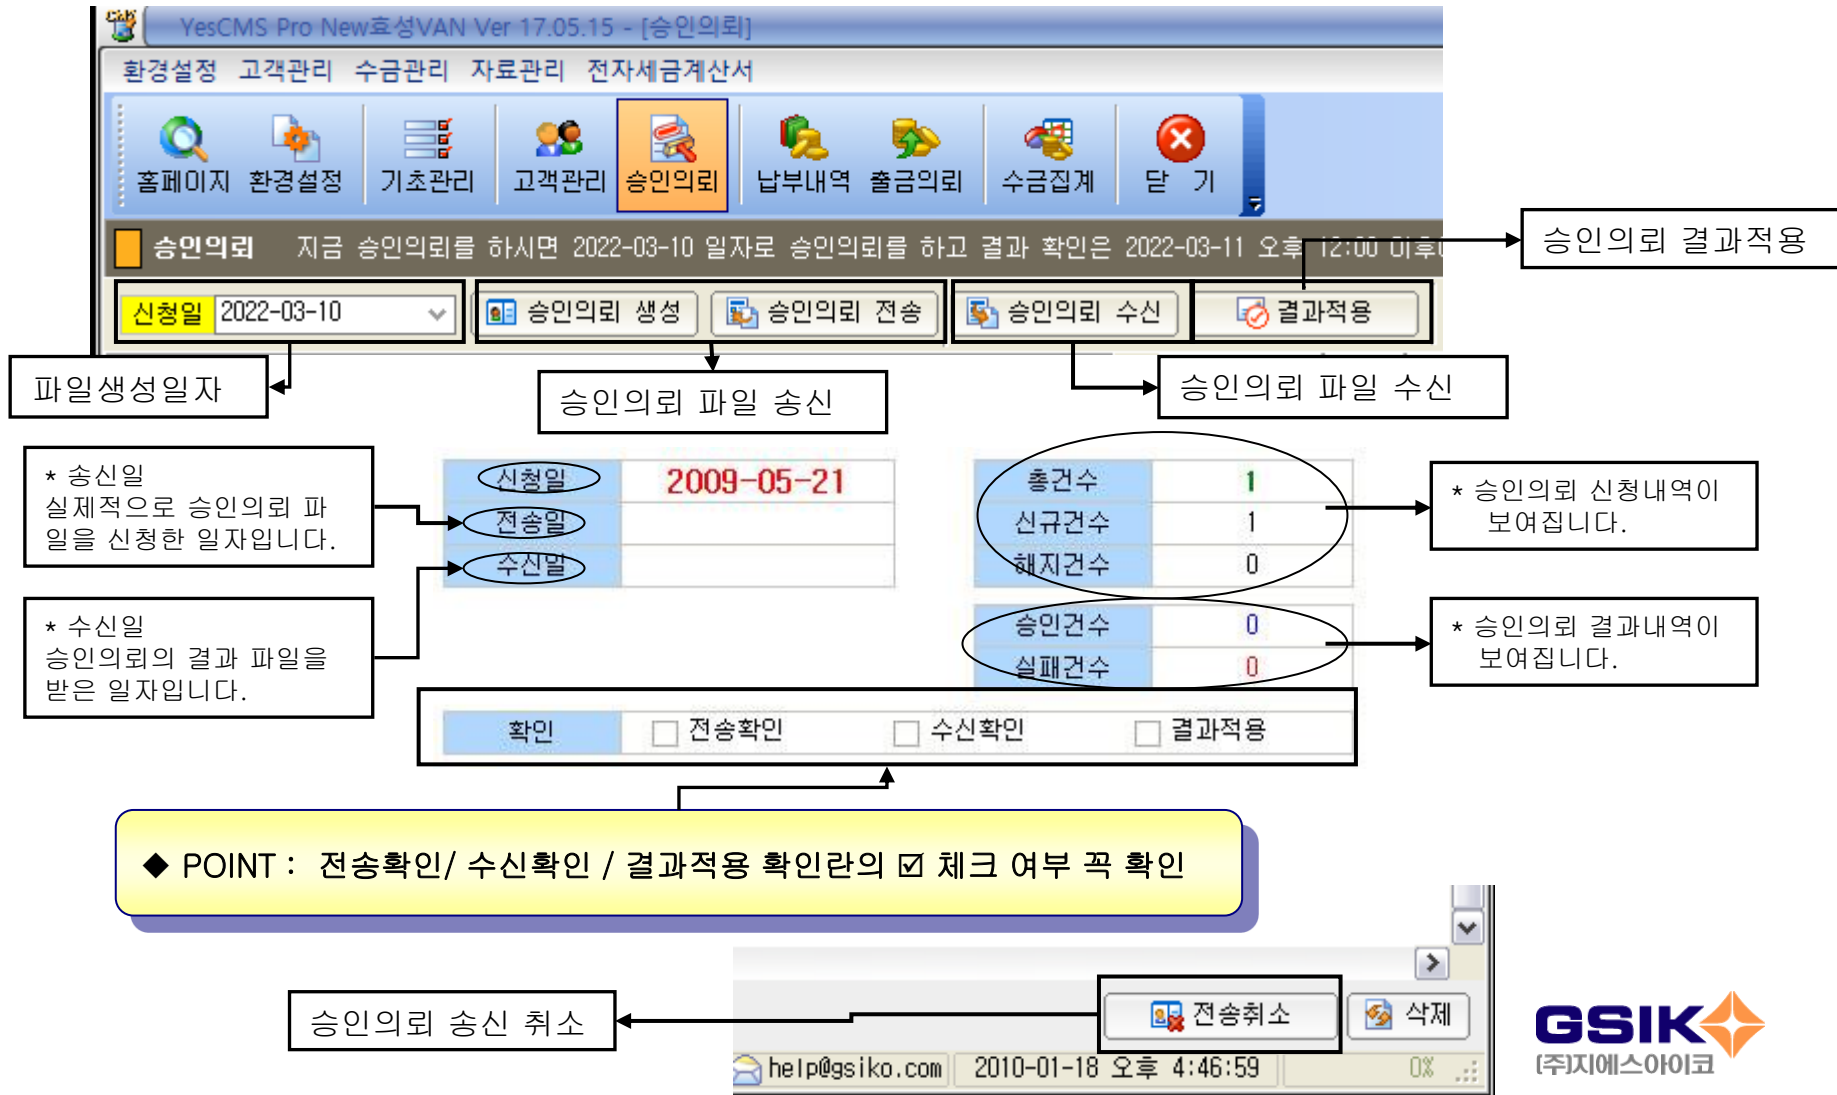 YesCMS Pro New효성VAN Ver 17.05.15 - [승인의뢰]
환경설정 고객관리 수금관리 자료관리 전자세금계산서
홈페이지 환경설정 기초관리 고객관리 승인의뢰 납부내역 출금의뢰 수금집계 닫 기
승인의뢰 지금 승인의뢰를 하시면 2022-03-10 일자로 승인의뢰를 하고 결과 확인은 2022-03-11 오후 12:00 이후
승인의뢰 결과적용
신청일 2022-03-10 승인의뢰 생성 승인의뢰 전송 승인의뢰 수신 결과적용
파일생성일자
승인의뢰 파일 송신
승인의뢰 파일 수신
* 송신일
실제적으로 승인의뢰 파
일을 신청한 일자입니다.
* 수신일
승인의뢰의 결과 파일을
받은 일자입니다.
신청일 2009-05-21
전송일
수신일
총건수 1
신규건수 1
해지건수 0
승인건수 0
실패건수 0
* 승인의뢰 신청내역이
보여집니다.
* 승인의뢰 결과내역이
보여집니다.
확인 전송확인 수신확인 결과적용
◆ POINT : 전송확인/ 수신확인 / 결과적용 확인란의 ☑ 체크 여부 꼭 확인
승인의뢰 송신 취소
전송취소 삭제
help@gsiko.com 2010-01-18 오후 4:46:59 0%
GSIK
(주)지에스아이코